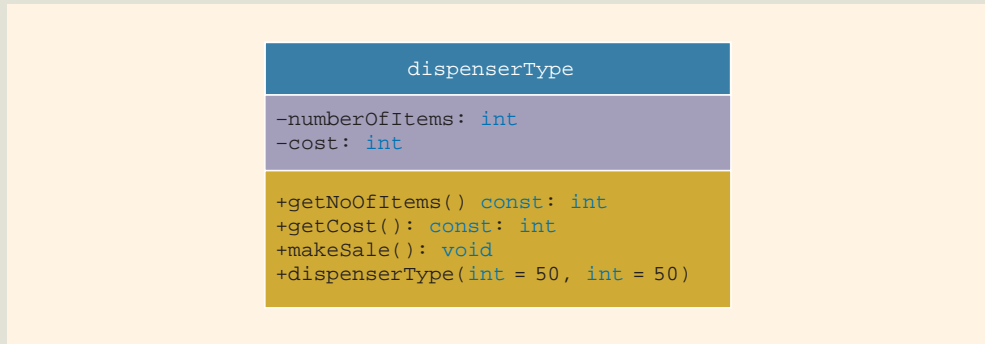 dispenserType
-numberOfItems: int
-cost: int
+getNoOfItems() const: int
+getCost(): const: int
+makeSale(): void
+dispenserType(int = 50, int = 50)